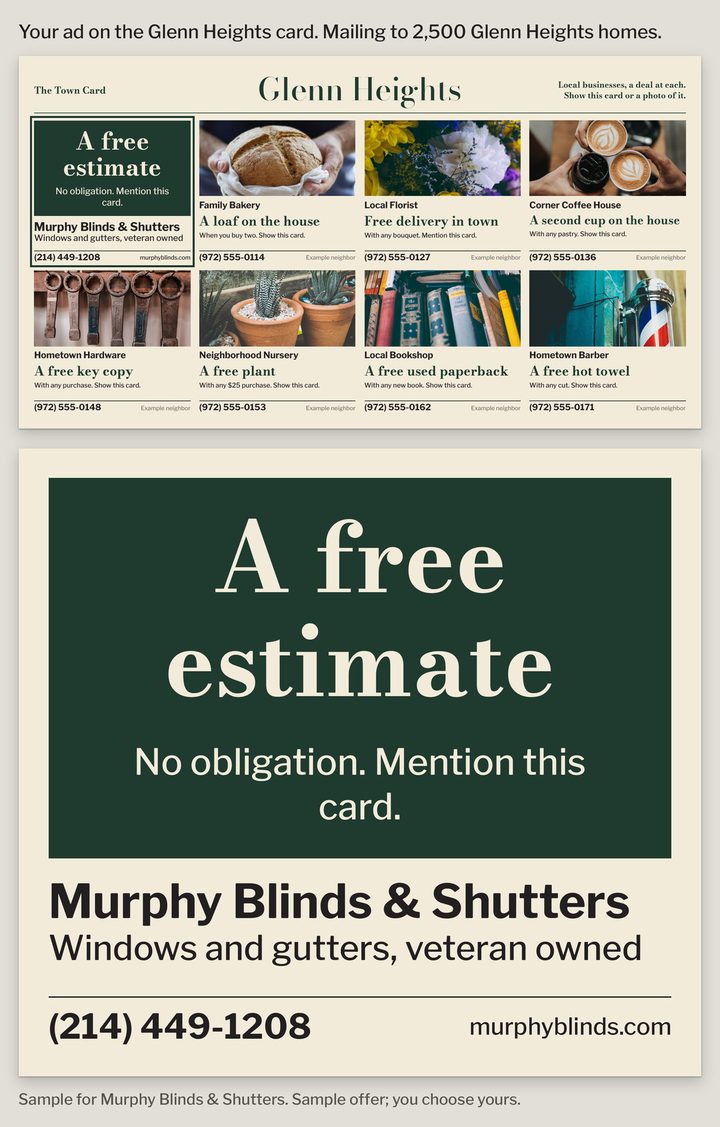 Your ad on the Glenn Heights card. Mailing to 2,500 Glenn Heights homes.
The Town Card
Glenn Heights
Local businesses, a deal at each.
Show this card or a photo of it.
A free
estimate
No obligation. Mention this
card.
Murphy Blinds & Shutters
Windows and gutters, veteran owned
(214) 449-1208
murphyblinds.com
Family Bakery
A loaf on the house
When you buy two. Show this card.
(972) 555-0114
Example neighbor
Local Florist
Free delivery in town
With any bouquet. Mention this card.
(972) 555-0127
Example neighbor
Corner Coffee House
A second cup on the house
With any pastry. Show this card.
(972) 555-0136
Example neighbor
Hometown Hardware
A free key copy
With any purchase. Show this card.
(972) 555-0148
Example neighbor
Neighborhood Nursery
A free plant
With any $25 purchase. Show this card.
(972) 555-0153
Example neighbor
Local Bookshop
A free used paperback
With any new book. Show this card.
(972) 555-0162
Example neighbor
Hometown Barber
A free hot towel
With any cut. Show this card.
(972) 555-0171
Example neighbor
A free
estimate
No obligation. Mention this
card.
Murphy Blinds & Shutters
Windows and gutters, veteran owned
(214) 449-1208
murphyblinds.com
Sample for Murphy Blinds & Shutters. Sample offer; you choose yours.